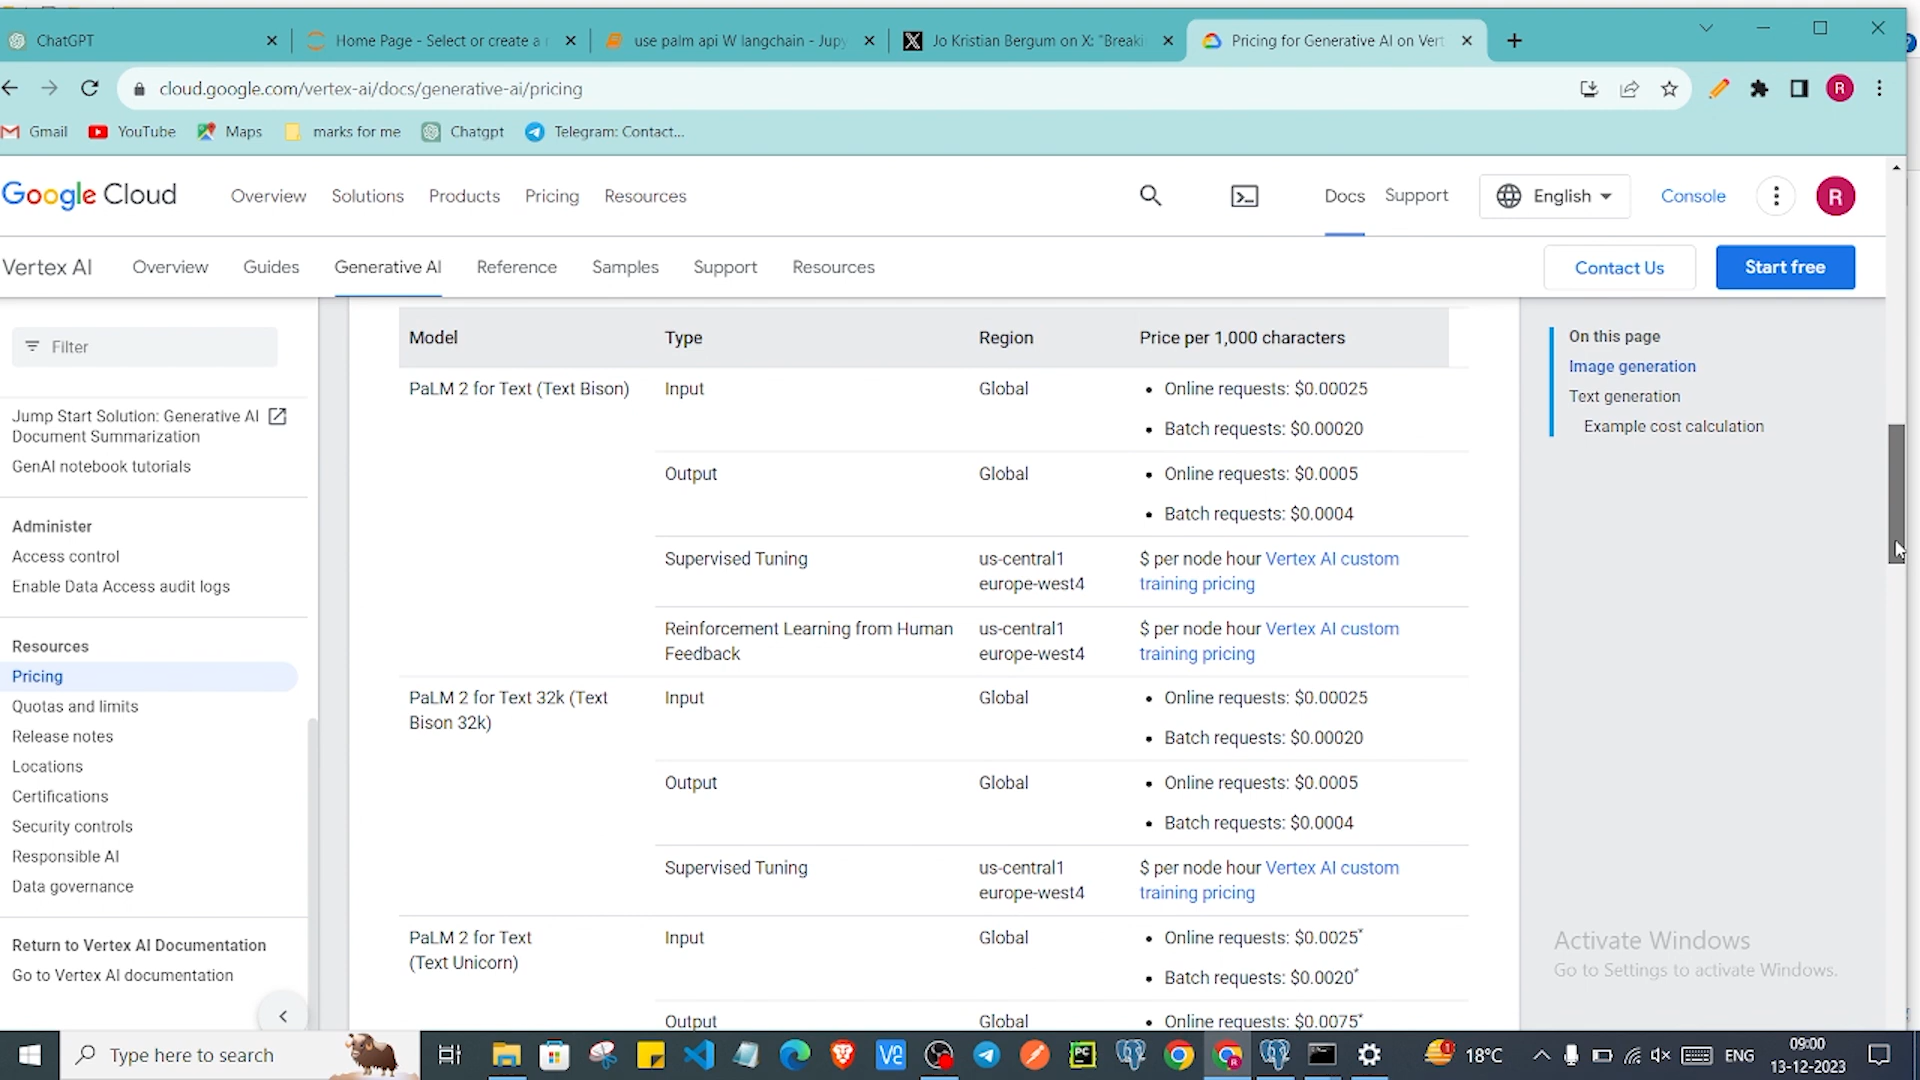 ChatGPT
Home Page - Select or create a
use palm api W langchain - Jupy
Jo Kristian Bergum on X: "Breaki
Pricing for Generative AI on Vert
cloud.google.com/vertex-ai/docs/generative-ai/pricing
R
Gmail
YouTube
Maps
marks for me
Chatgpt
Telegram: Contact...
Google Cloud
Overview
Solutions
Products
Pricing
Resources
Docs
Support
English
Console
R
Vertex AI
Overview
Guides
Generative AI
Reference
Samples
Support
Resources
Contact Us
Start free
Filter
Jump Start Solution: Generative AI
Document Summarization
GenAI notebook tutorials
Administer
Access control
Enable Data Access audit logs
Resources
Pricing
Quotas and limits
Release notes
Locations
Certifications
Security controls
Responsible AI
Data governance
Return to Vertex AI Documentation
Go to Vertex AI documentation
Model Type Region Price per 1,000 characters
PaLM 2 for Text (Text Bison) Input Global • Online requests: $0.00025
• Batch requests: $0.00020
Output Global • Online requests: $0.0005
• Batch requests: $0.0004
Supervised Tuning us-central1 $ per node hour Vertex AI custom
europe-west4 training pricing
Reinforcement Learning from Human us-central1 $ per node hour Vertex AI custom
Feedback europe-west4 training pricing
PaLM 2 for Text 32k (Text Input Global • Online requests: $0.00025
Bison 32k) • Batch requests: $0.00020
Output Global • Online requests: $0.0005
• Batch requests: $0.0004
Supervised Tuning us-central1 $ per node hour Vertex AI custom
europe-west4 training pricing
PaLM 2 for Text Input Global • Online requests: $0.0025*
(Text Unicorn) • Batch requests: $0.0020*
Output Global • Online requests: $0.0075*
On this page
Image generation
Text generation
Example cost calculation
Activate Windows
Go to Settings to activate Windows.
Type here to search
PC
18°C
ENG
09:00
13-12-2023